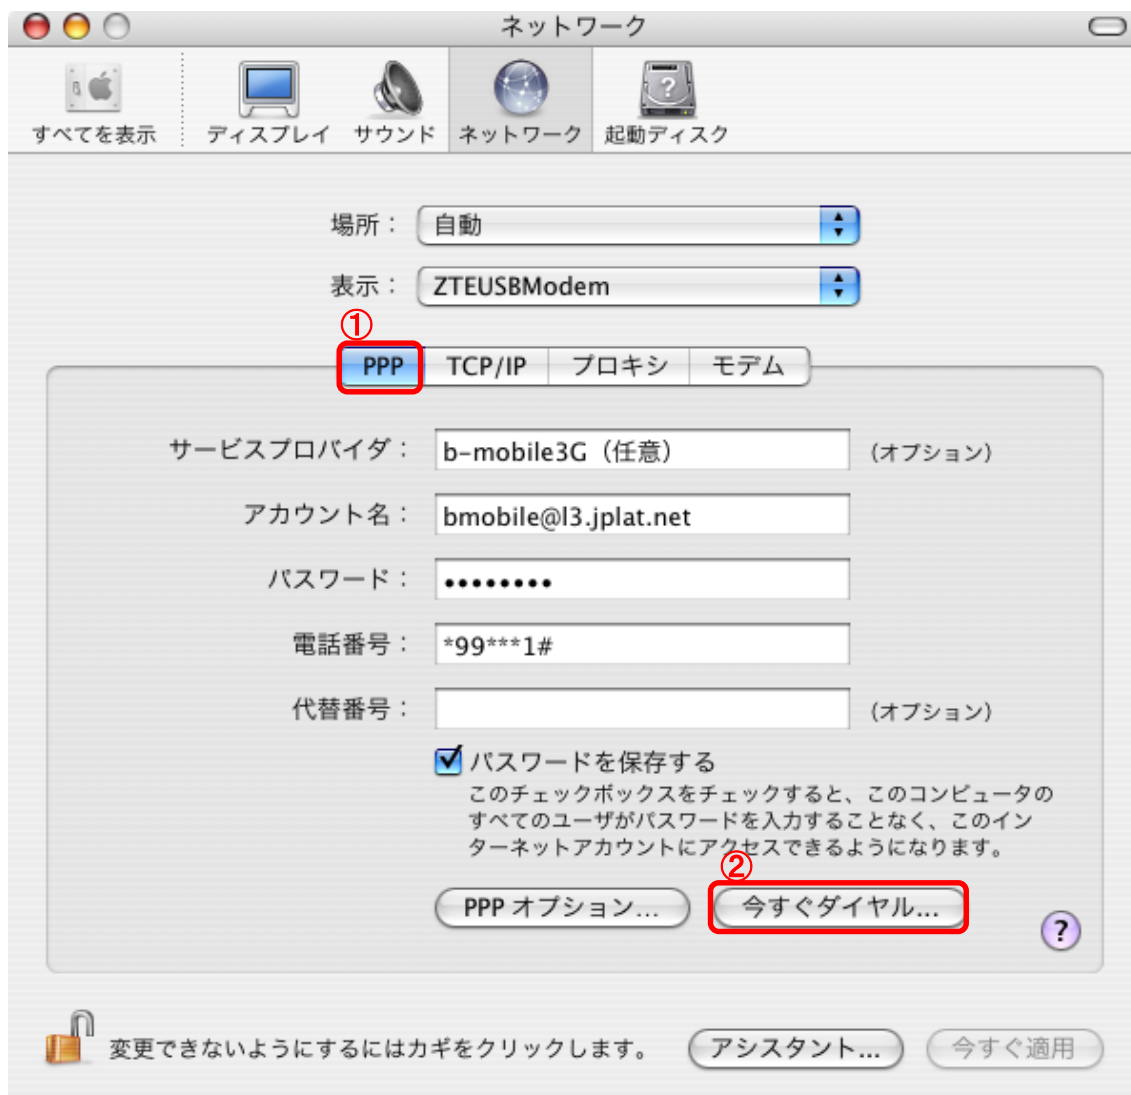 ネットワーク
すべてを表示
ディスプレイ
サウンド
ネットワーク
起動ディスク
場所：
自動
表示：
ZTEUSBModem
①
PPP
TCP/IP
プロキシ
モデム
サービスプロバイダ：
b-mobile3G（任意）
（オプション）
アカウント名：
bmobile@l3.jplat.net
パスワード：
••••••••
電話番号：
*99***1#
代替番号：
（オプション）
パスワードを保存する
このチェックボックスをチェックすると、このコンピュータの
すべてのユーザがパスワードを入力することなく、このイン
ターネットアカウントにアクセスできるようになります。
②
PPP オプション...
今すぐダイヤル...
?
変更できないようにするにはカギをクリックします。
アシスタント...
今すぐ適用